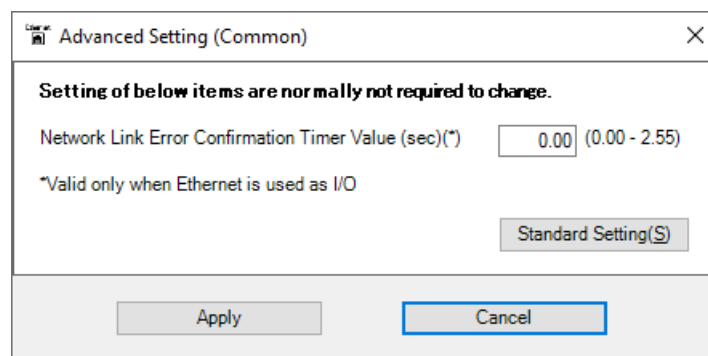 Advanced Setting (Common)
Setting of below items are normally not required to change.
Network Link Error Confirmation Timer Value (sec)(*) 0.00 (0.00 - 2.55)
*Valid only when Ethernet is used as I/O
Standard Setting(S)
Apply Cancel